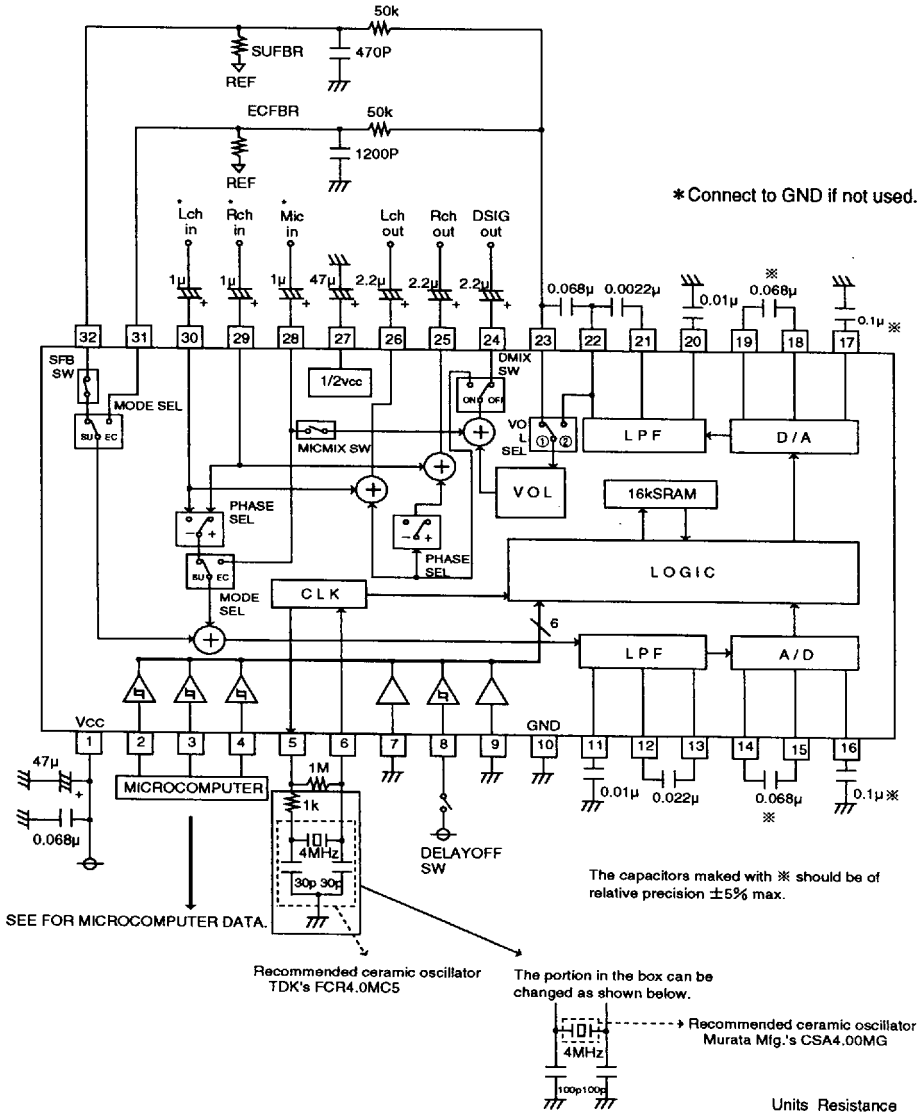 50k
SUFBR
470P
REF
ECFBR
50k
1200P
REF
* Connect to GND if not used.
*Lch in
*Rch in
*Mic in
Lch out
Rch out
DSIG out
1μ
1μ
1μ
47μ
2.2μ
2.2μ
2.2μ
0.068μ
0.0022μ
0.01μ
※
0.068μ
0.1μ ※
32
31
30
29
28
27
26
25
24
23
22
21
20
19
18
17
SFB SW
1/2vcc
DMIX SW
ON OFF
MODE SEL
SU EC
MICMIX SW
VOL SEL
① ②
LPF
D/A
VOL
16kSRAM
PHASE SEL
− +
− +
PHASE SEL
SU EC
MODE SEL
CLK
LOGIC
6
LPF
A/D
Vcc
GND
1
2
3
4
5
6
7
8
9
10
11
12
13
14
15
16
47μ
0.068μ
MICROCOMPUTER
1M
1k
4MHz
30p 30p
DELAYOFF SW
0.01μ
0.022μ
0.068μ
※
0.1μ ※
SEE FOR MICROCOMPUTER DATA.
The capacitors maked with ※ should be of
relative precision ±5% max.
Recommended ceramic oscillator
TDK's FCR4.0MC5
The portion in the box can be
changed as shown below.
Recommended ceramic oscillator
Murata Mfg.'s CSA4.00MG
4MHz
100p100p
Units Resistance